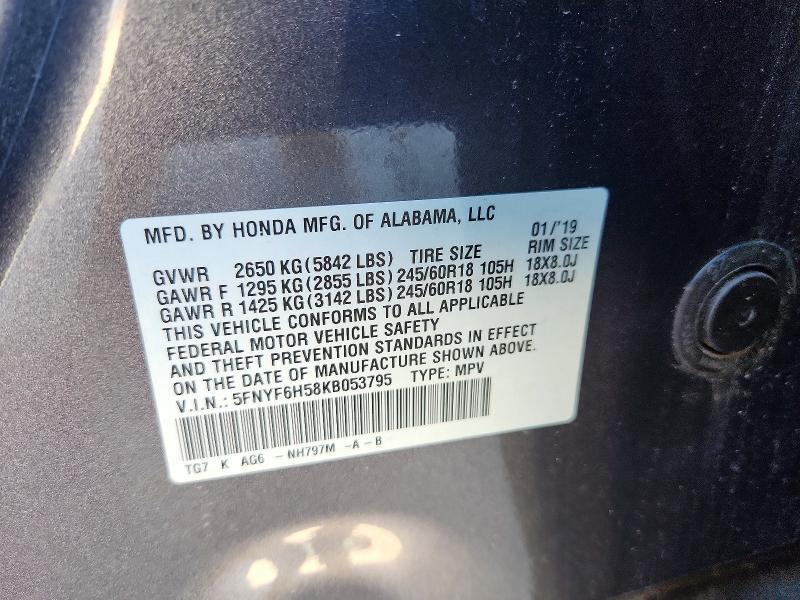 MFD. BY HONDA MFG. OF ALABAMA, LLC 01/'19
GVWR 2650 KG (5842 LBS) TIRE SIZE RIM SIZE
GAWR F 1295 KG (2855 LBS) 245/60R18 105H 18X8.0J
GAWR R 1425 KG (3142 LBS) 245/60R18 105H 18X8.0J
THIS VEHICLE CONFORMS TO ALL APPLICABLE
FEDERAL MOTOR VEHICLE SAFETY
AND THEFT PREVENTION STANDARDS IN EFFECT
ON THE DATE OF MANUFACTURE SHOWN ABOVE.
V.I.N.: 5FNYF6H58KB053795 TYPE: MPV
TG7 K AG6 -NH797M -A-B